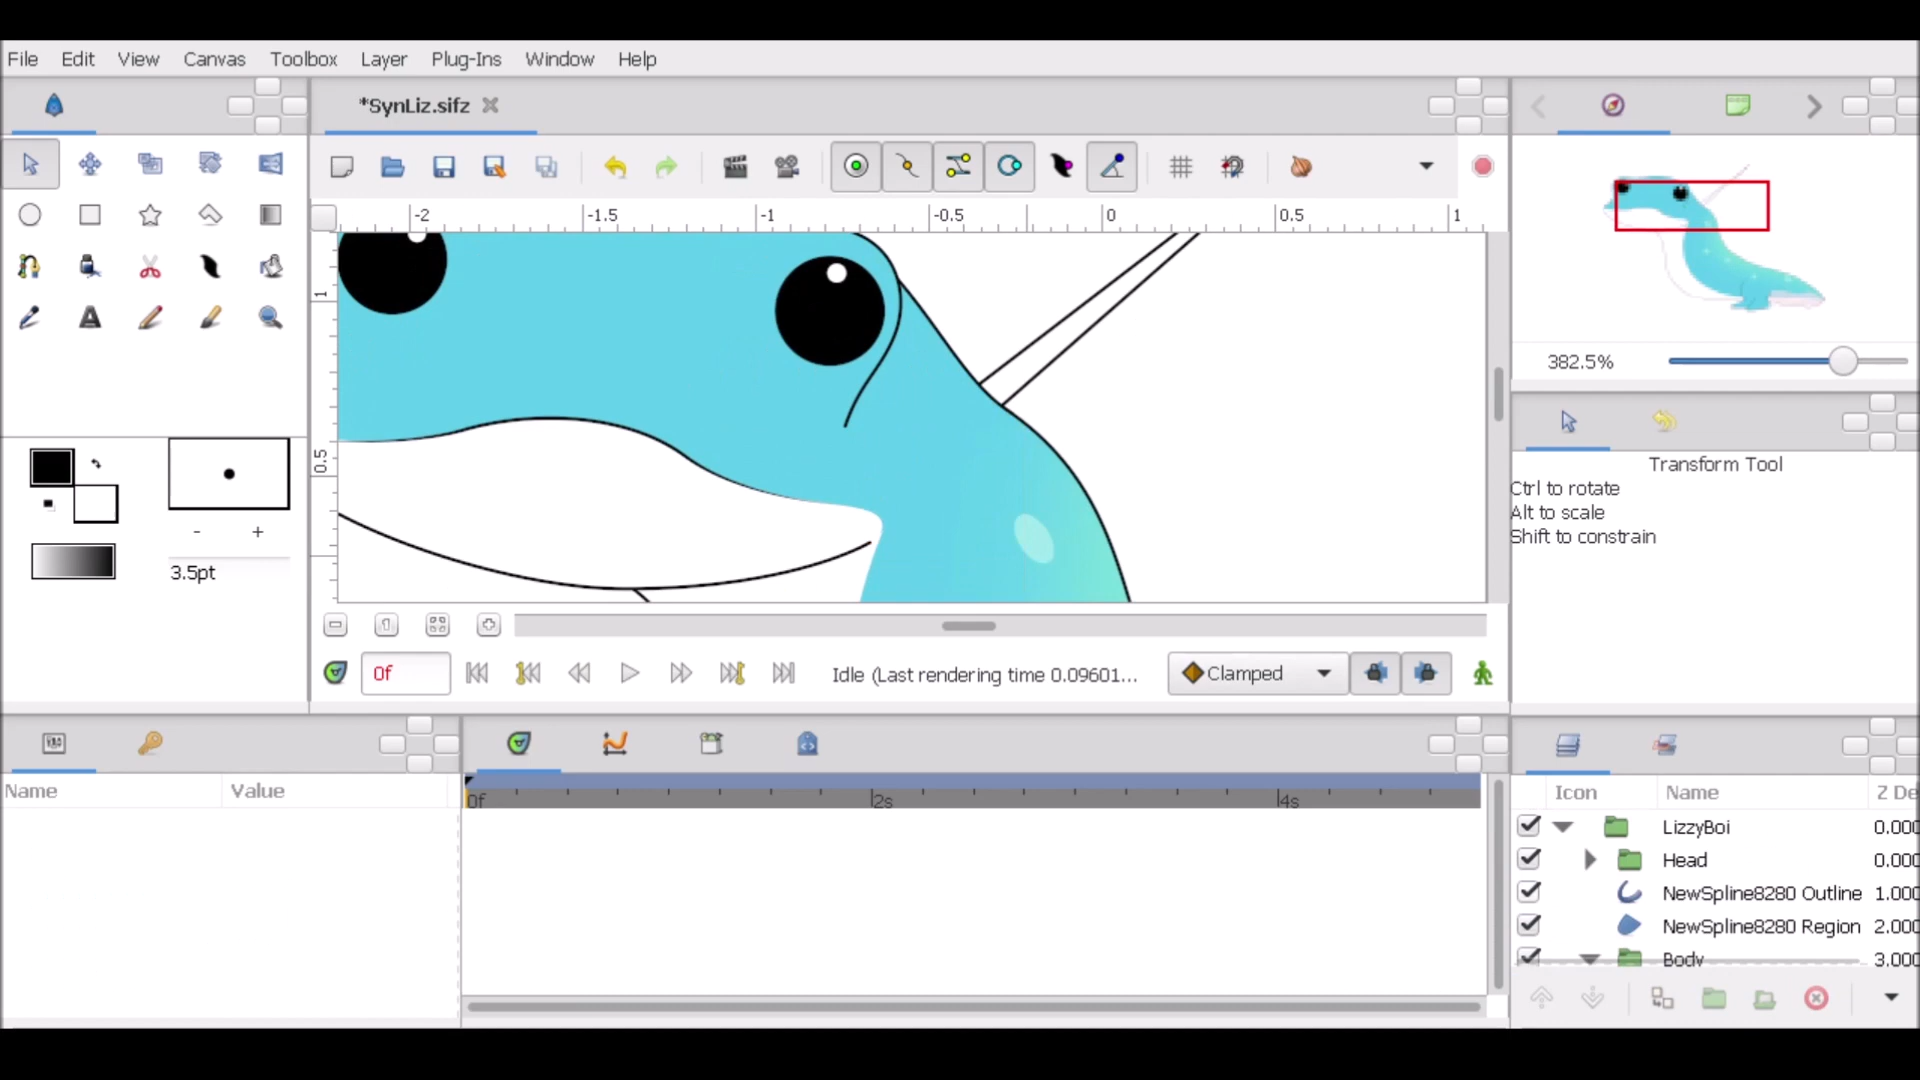 File Edit View Canvas Toolbox Layer Plug-Ins Window Help
*SynLiz.sifz
-2 -1.5 -1 -0.5 0 0.5 1
1
0.5
382.5%
Transform Tool
Ctrl to rotate
Alt to scale
Shift to constrain
- +
3.5pt
0f Idle (Last rendering time 0.09601... Clamped
Name Value
0f 2s 4s
Icon Name Z De
LizzyBoi 0.000
Head 0.000
NewSpline8280 Outline 1.000
NewSpline8280 Region 2.000
Body 3.000